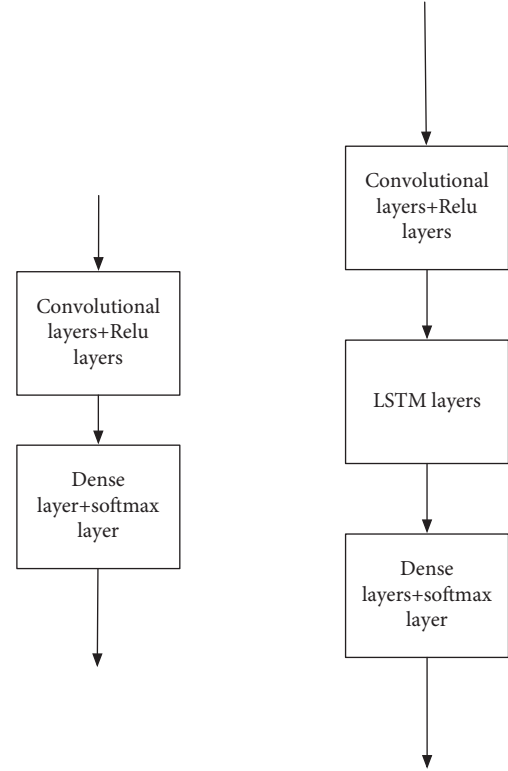 Convolutional
layers+Relu
layers
Dense
layer+softmax
layer
Convolutional
layers+Relu
layers
LSTM layers
Dense
layers+softmax
layer